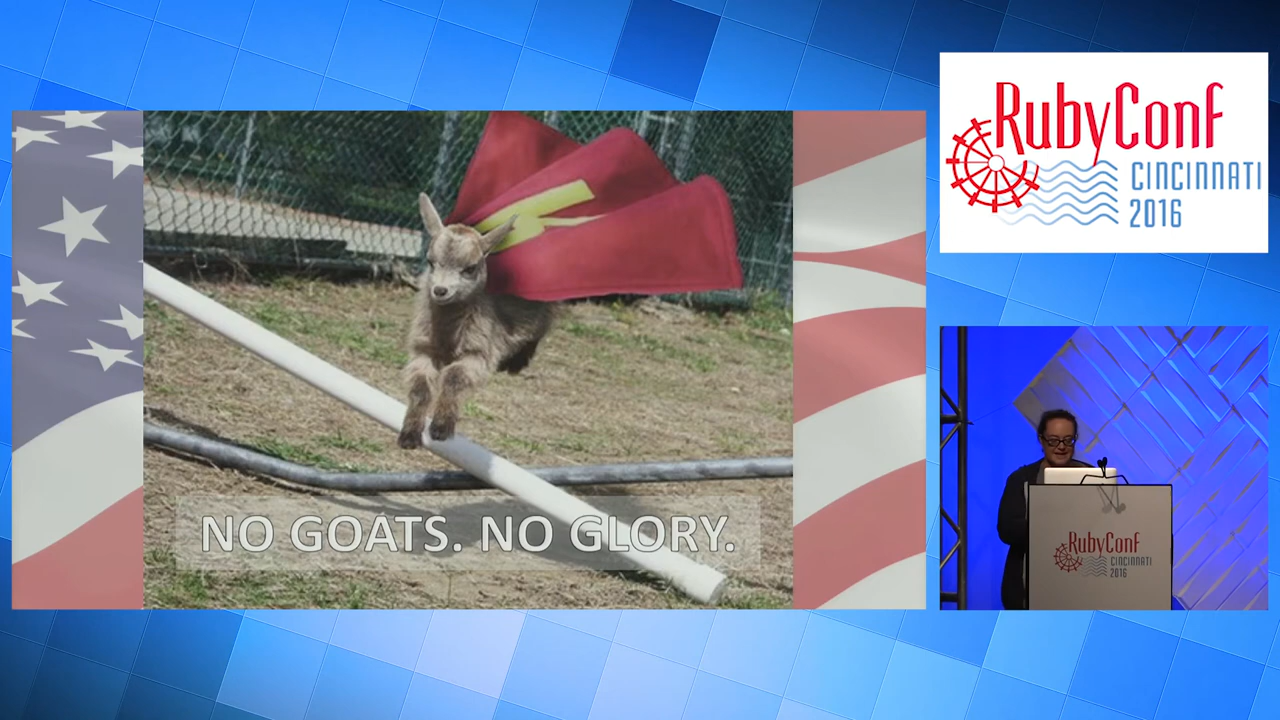 NO GOATS. NO GLORY.
RubyConf
CINCINNATI
2016
RubyConf
CINCINNATI
2016